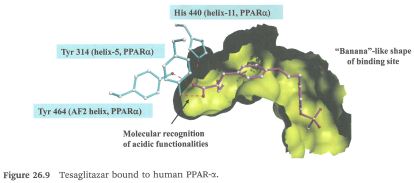 His 440 (helix-11, PPARα)
Tyr 314 (helix-5, PPARα)
"Banana"-like shape
of binding site
Tyr 464 (AF2 helix, PPARα)
Molecular recognition
of acidic functionalities
Figure 26.9 Tesaglitazar bound to human PPAR-α.